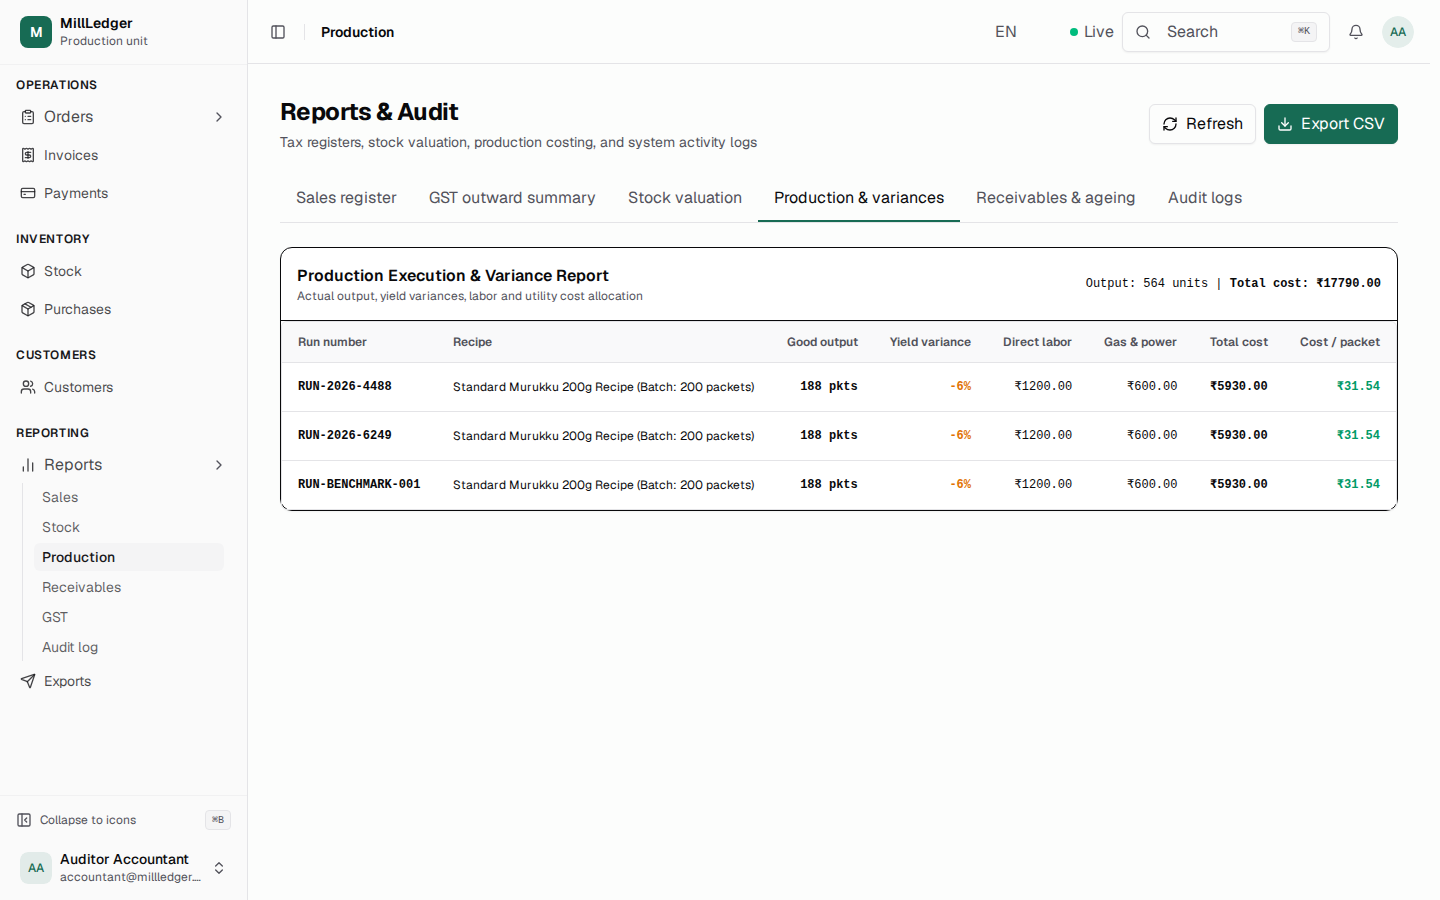 MillLedger
Production unit
M
OPERATIONS
Orders
Invoices
Payments
INVENTORY
Stock
Purchases
CUSTOMERS
Customers
REPORTING
Reports
Sales
Stock
Production
Receivables
GST
Audit log
Exports
Collapse to icons ⌘B
AA
Auditor Accountant
accountant@millledger....
Production
EN
Live
Search ⌘K
AA
Reports & Audit
Tax registers, stock valuation, production costing, and system activity logs
Refresh
Export CSV
Sales register GST outward summary Stock valuation Production & variances Receivables & ageing Audit logs
Production Execution & Variance Report
Actual output, yield variances, labor and utility cost allocation
Output: 564 units | Total cost: ₹17790.00
Run number Recipe Good output Yield variance Direct labor Gas & power Total cost Cost / packet
RUN-2026-4488 Standard Murukku 200g Recipe (Batch: 200 packets) 188 pkts -6% ₹1200.00 ₹600.00 ₹5930.00 ₹31.54
RUN-2026-6249 Standard Murukku 200g Recipe (Batch: 200 packets) 188 pkts -6% ₹1200.00 ₹600.00 ₹5930.00 ₹31.54
RUN-BENCHMARK-001 Standard Murukku 200g Recipe (Batch: 200 packets) 188 pkts -6% ₹1200.00 ₹600.00 ₹5930.00 ₹31.54